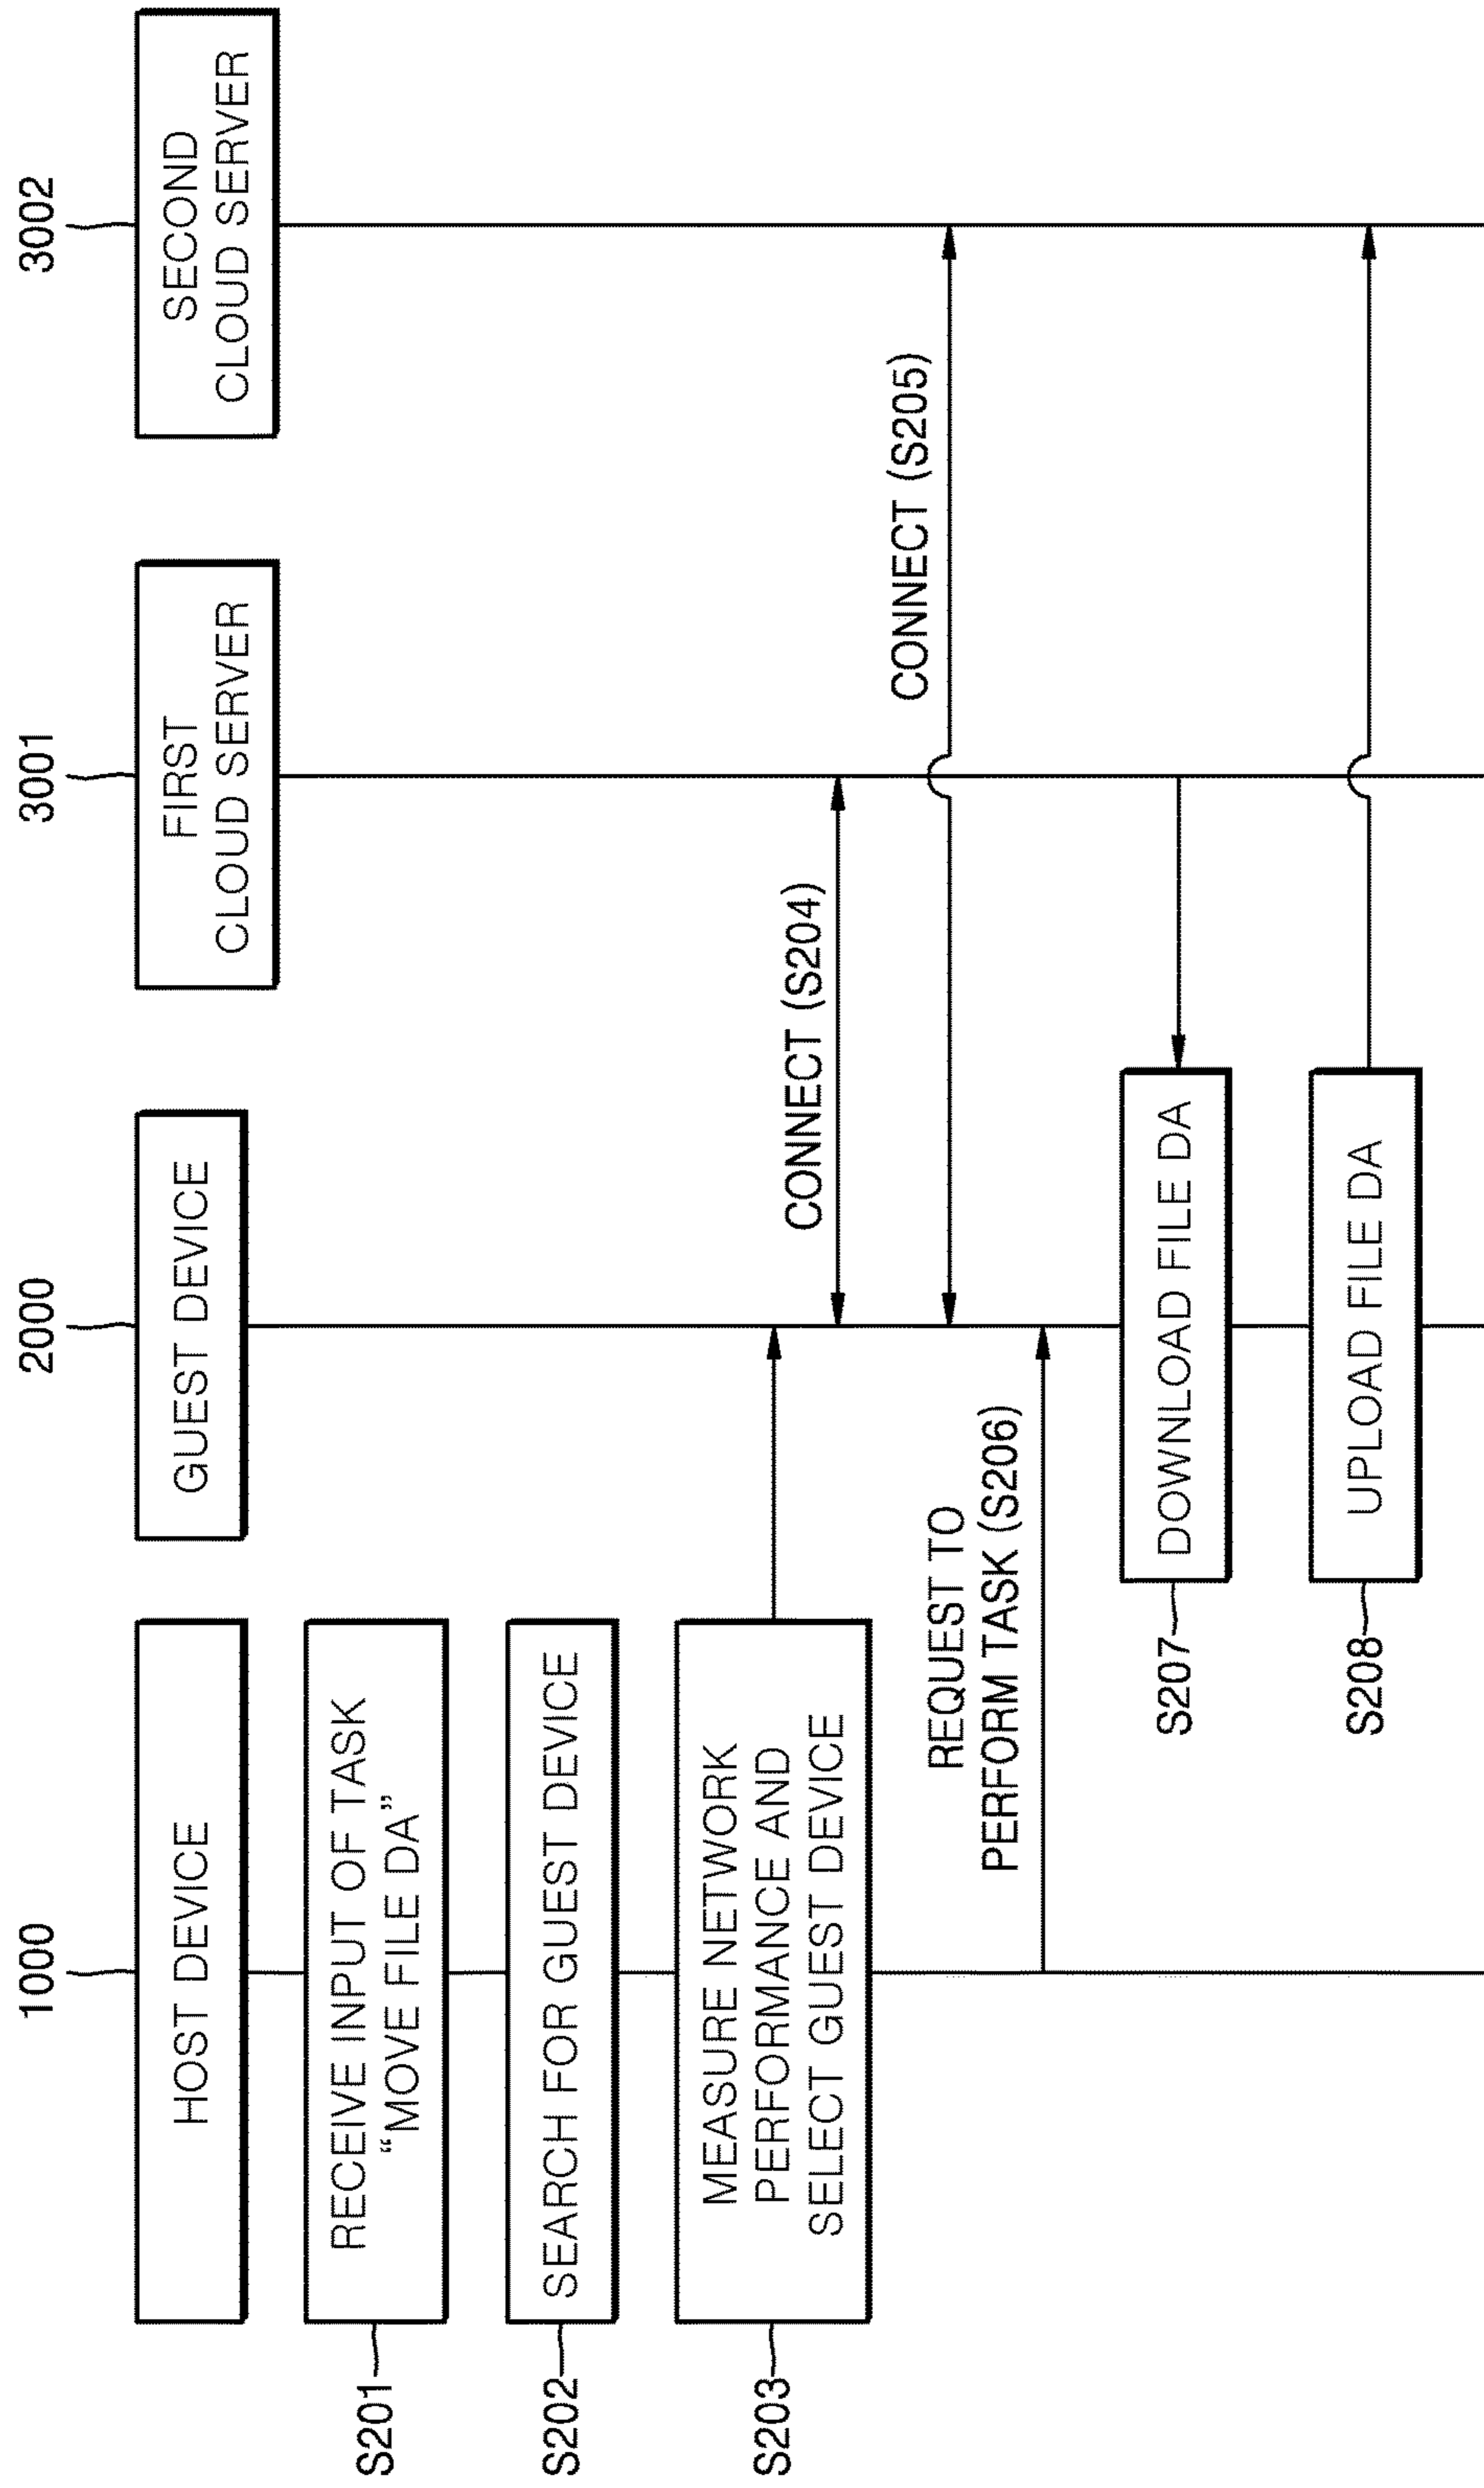 1000
2000
3001
3002
HOST DEVICE
GUEST DEVICE
FIRST
CLOUD SERVER
SECOND
CLOUD SERVER
S201
RECEIVE INPUT OF TASK
“MOVE FILE DA”
S202
SEARCH FOR GUEST DEVICE
S203
MEASURE NETWORK
PERFORMANCE AND
SELECT GUEST DEVICE
CONNECT (S204)
CONNECT (S205)
REQUEST TO
PERFORM TASK (S206)
S207
DOWNLOAD FILE DA
S208
UPLOAD FILE DA